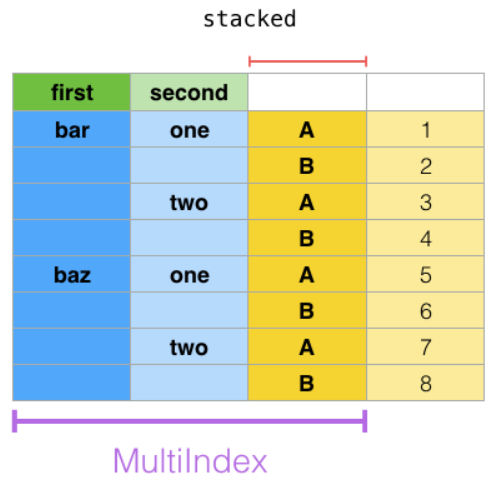 stacked
first second
bar one A 1
B 2
two A 3
B 4
baz one A 5
B 6
two A 7
B 8
MultiIndex